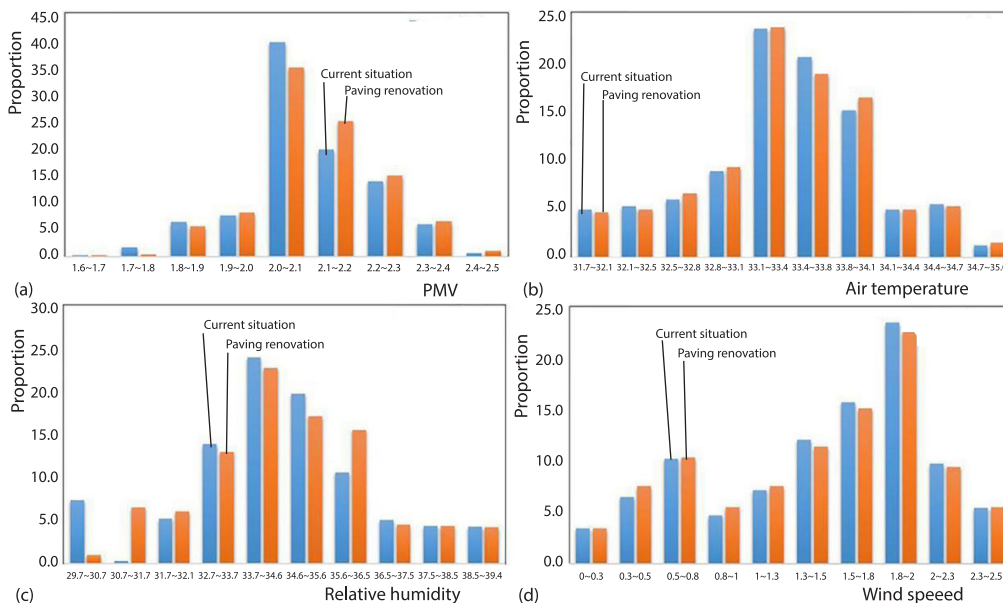 45.0
40.0
35.0
25.0
20.0
15.0
10.0
5.0
0.0
Proportion
Current situation
Paving renovation
1.6~1.7 1.7~1.8 1.8~1.9 1.9~2.0 2.0~2.1 2.1~2.2 2.2~2.3 2.3~2.4 2.4~2.5
(a) PMV
25.0
20.0
15.0
10.0
5.0
0.0
Proportion
Current situation
Paving renovation
31.7~32.1 32.1~32.5 32.5~32.8 32.8~33.1 33.1~33.4 33.4~33.8 33.8~34.1 34.1~34.4 34.4~34.7 34.7~35.0
(b) Air temperature
30.0
25.0
20.0
15.0
10.0
5.0
0.0
Proportion
Current situation
Paving renovation
29.7~30.7 30.7~31.7 31.7~32.1 32.7~33.7 33.7~34.6 34.6~35.6 35.6~36.5 36.5~37.5 37.5~38.5 38.5~39.4
(c) Relative humidity
25.0
20.0
15.0
10.0
5.0
0.0
Proportion
Current situation
Paving renovation
0~0.3 0.3~0.5 0.5~0.8 0.8~1 1~1.3 1.3~1.5 1.5~1.8 1.8~2 2~2.3 2.3~2.5
(d) Wind speeed